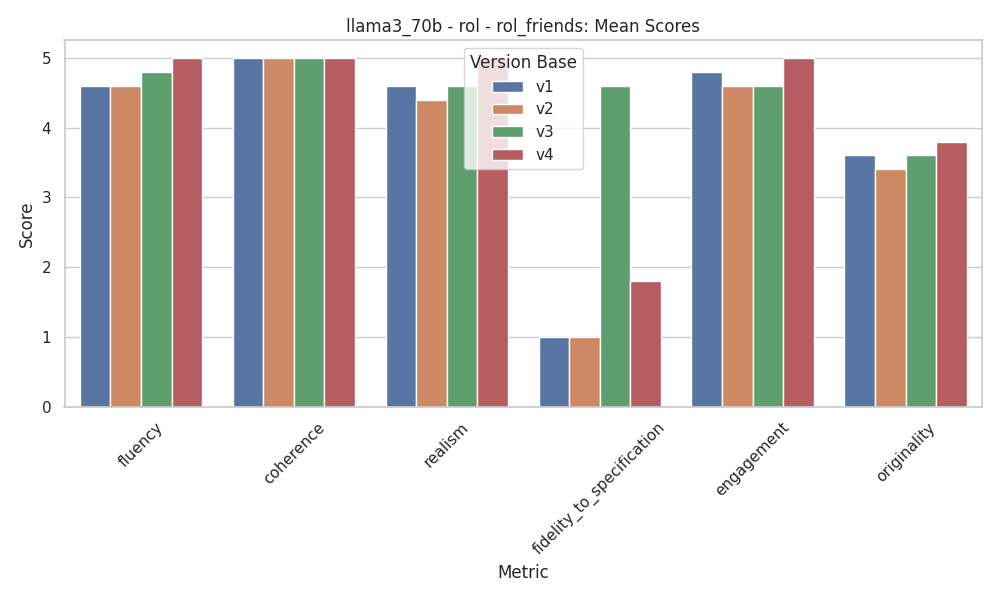 llama3_70b - rol - rol_friends: Mean Scores
Version Base
v1
v2
v3
v4
5
4
3
2
1
0
Score
fluency
coherence
realism
fidelity_to_specification
engagement
originality
Metric